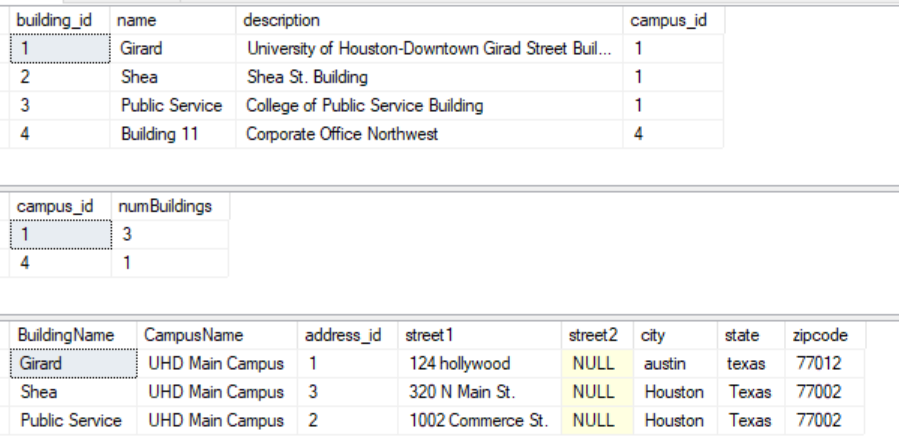 building_id name description campus_id
1 Girard University of Houston-Downtown Girad Street Buil... 1
2 Shea Shea St. Building 1
3 Public Service College of Public Service Building 1
4 Building 11 Corporate Office Northwest 4
campus_id numBuildings
1 3
4 1
BuildingName CampusName address_id street1 street2 city state zipcode
Girard UHD Main Campus 1 124 hollywood NULL austin texas 77012
Shea UHD Main Campus 3 320 N Main St. NULL Houston Texas 77002
Public Service UHD Main Campus 2 1002 Commerce St. NULL Houston Texas 77002